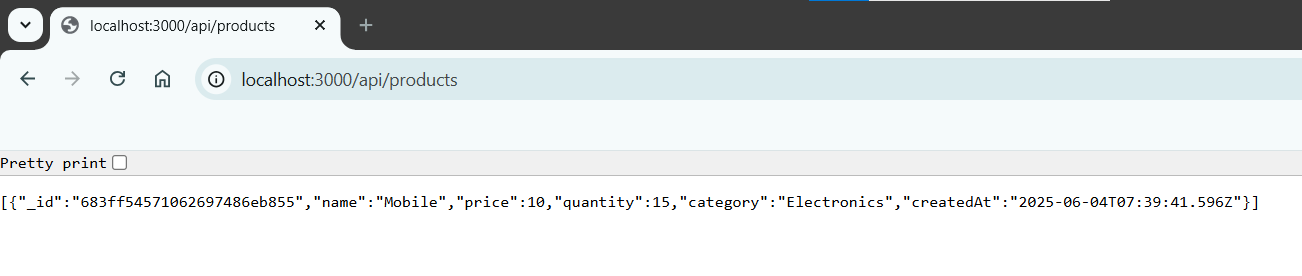 localhost:3000/api/products
localhost:3000/api/products
Pretty print
[{"_id":"683ff54571062697486eb855","name":"Mobile","price":10,"quantity":15,"category":"Electronics","createdAt":"2025-06-04T07:39:41.596Z"}]